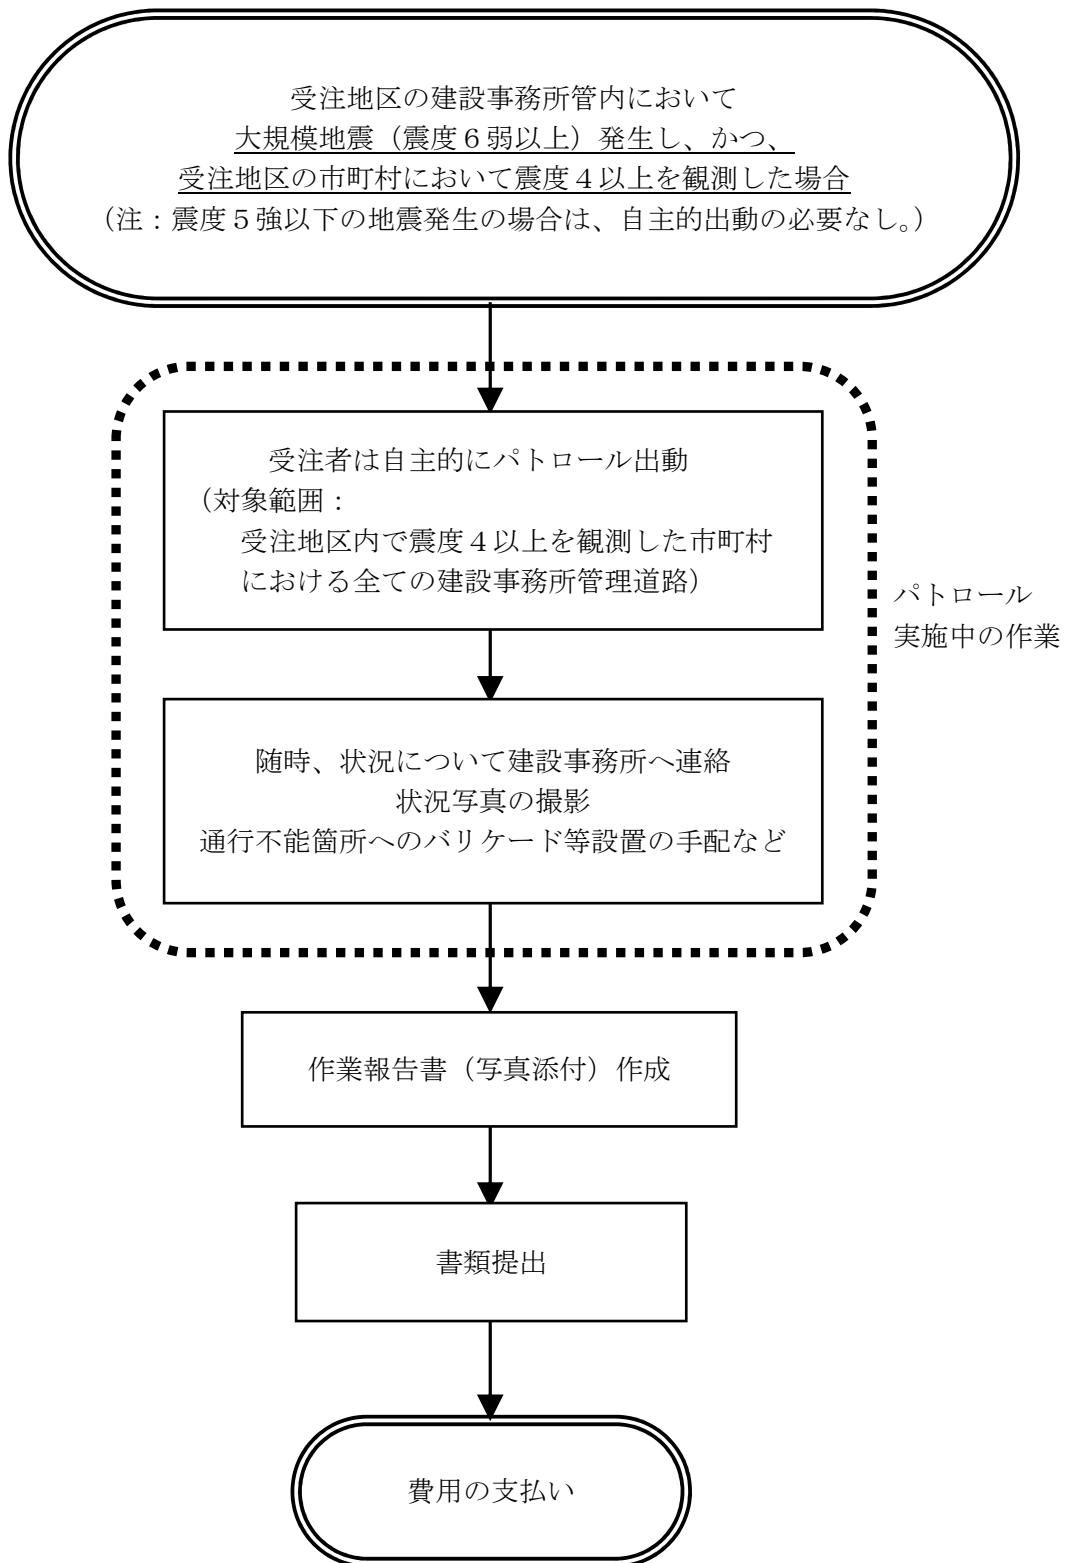 受注地区の建設事務所管内において
大規模地震（震度６弱以上）発生し、かつ、
受注地区の市町村において震度４以上を観測した場合
（注：震度５強以下の地震発生の場合は、自主的出動の必要なし。）
受注者は自主的にパトロール出動
（対象範囲：
受注地区内で震度４以上を観測した市町村
における全ての建設事務所管理道路）
パトロール
実施中の作業
随時、状況について建設事務所へ連絡
状況写真の撮影
通行不能箇所へのバリケード等設置の手配など
作業報告書（写真添付）作成
書類提出
費用の支払い